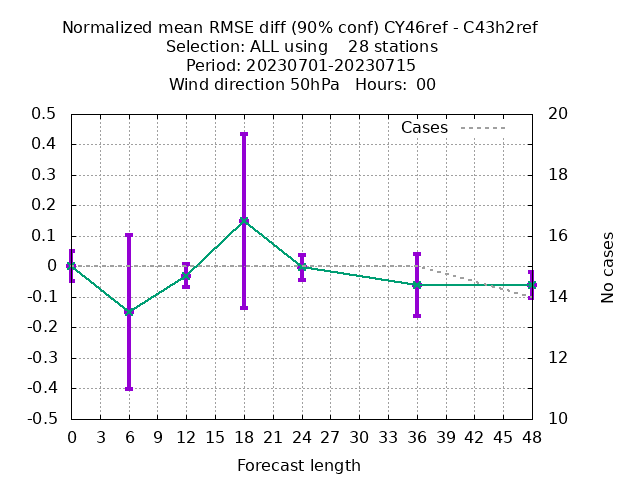 Normalized mean RMSE diff (90% conf) CY46ref - C43h2ref
Selection: ALL using    28 stations
Period: 20230701-20230715
Wind direction 50hPa   Hours:  00
Cases
0.5
0.4
0.3
0.2
0.1
0
-0.1
-0.2
-0.3
-0.4
-0.5
20
18
16
14
12
10
No cases
0 3 6 9 12 15 18 21 24 27 30 33 36 39 42 45 48
Forecast length